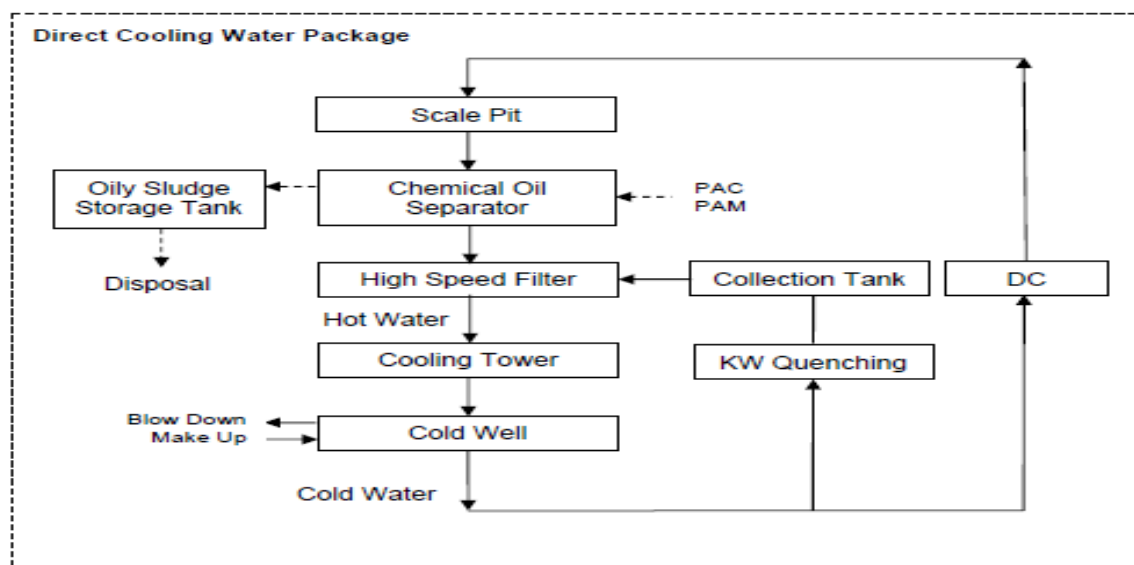 Direct Cooling Water Package
Scale Pit
Oily Sludge
Storage Tank
Chemical Oil
Separator
PAC
PAM
Disposal
High Speed Filter
Collection Tank
DC
Hot Water
Cooling Tower
KW Quenching
Blow Down
Make Up
Cold Well
Cold Water